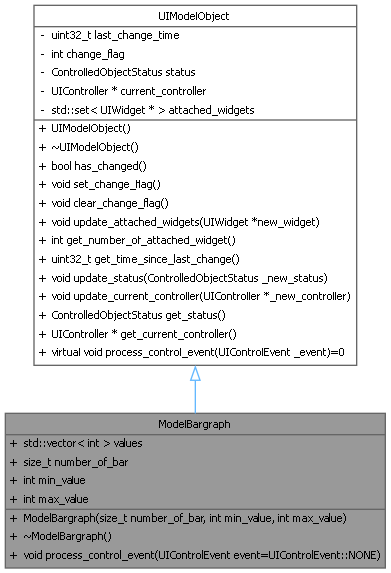 UIModelObject
- uint32_t last_change_time
- int change_flag
- ControlledObjectStatus status
- UIController * current_controller
- std::set< UIWidget * > attached_widgets
+ UIModelObject()
+ ~UIModelObject()
+ bool has_changed()
+ void set_change_flag()
+ void clear_change_flag()
+ void update_attached_widgets(UIWidget *new_widget)
+ int get_number_of_attached_widget()
+ uint32_t get_time_since_last_change()
+ void update_status(ControlledObjectStatus _new_status)
+ void update_current_controller(UIController *_new_controller)
+ ControlledObjectStatus get_status()
+ UIController * get_current_controller()
+ virtual void process_control_event(UIControlEvent _event)=0
ModelBargraph
+ std::vector< int > values
+ size_t number_of_bar
+ int min_value
+ int max_value
+ ModelBargraph(size_t number_of_bar, int min_value, int max_value)
+ ~ModelBargraph()
+ void process_control_event(UIControlEvent event=UIControlEvent::NONE)